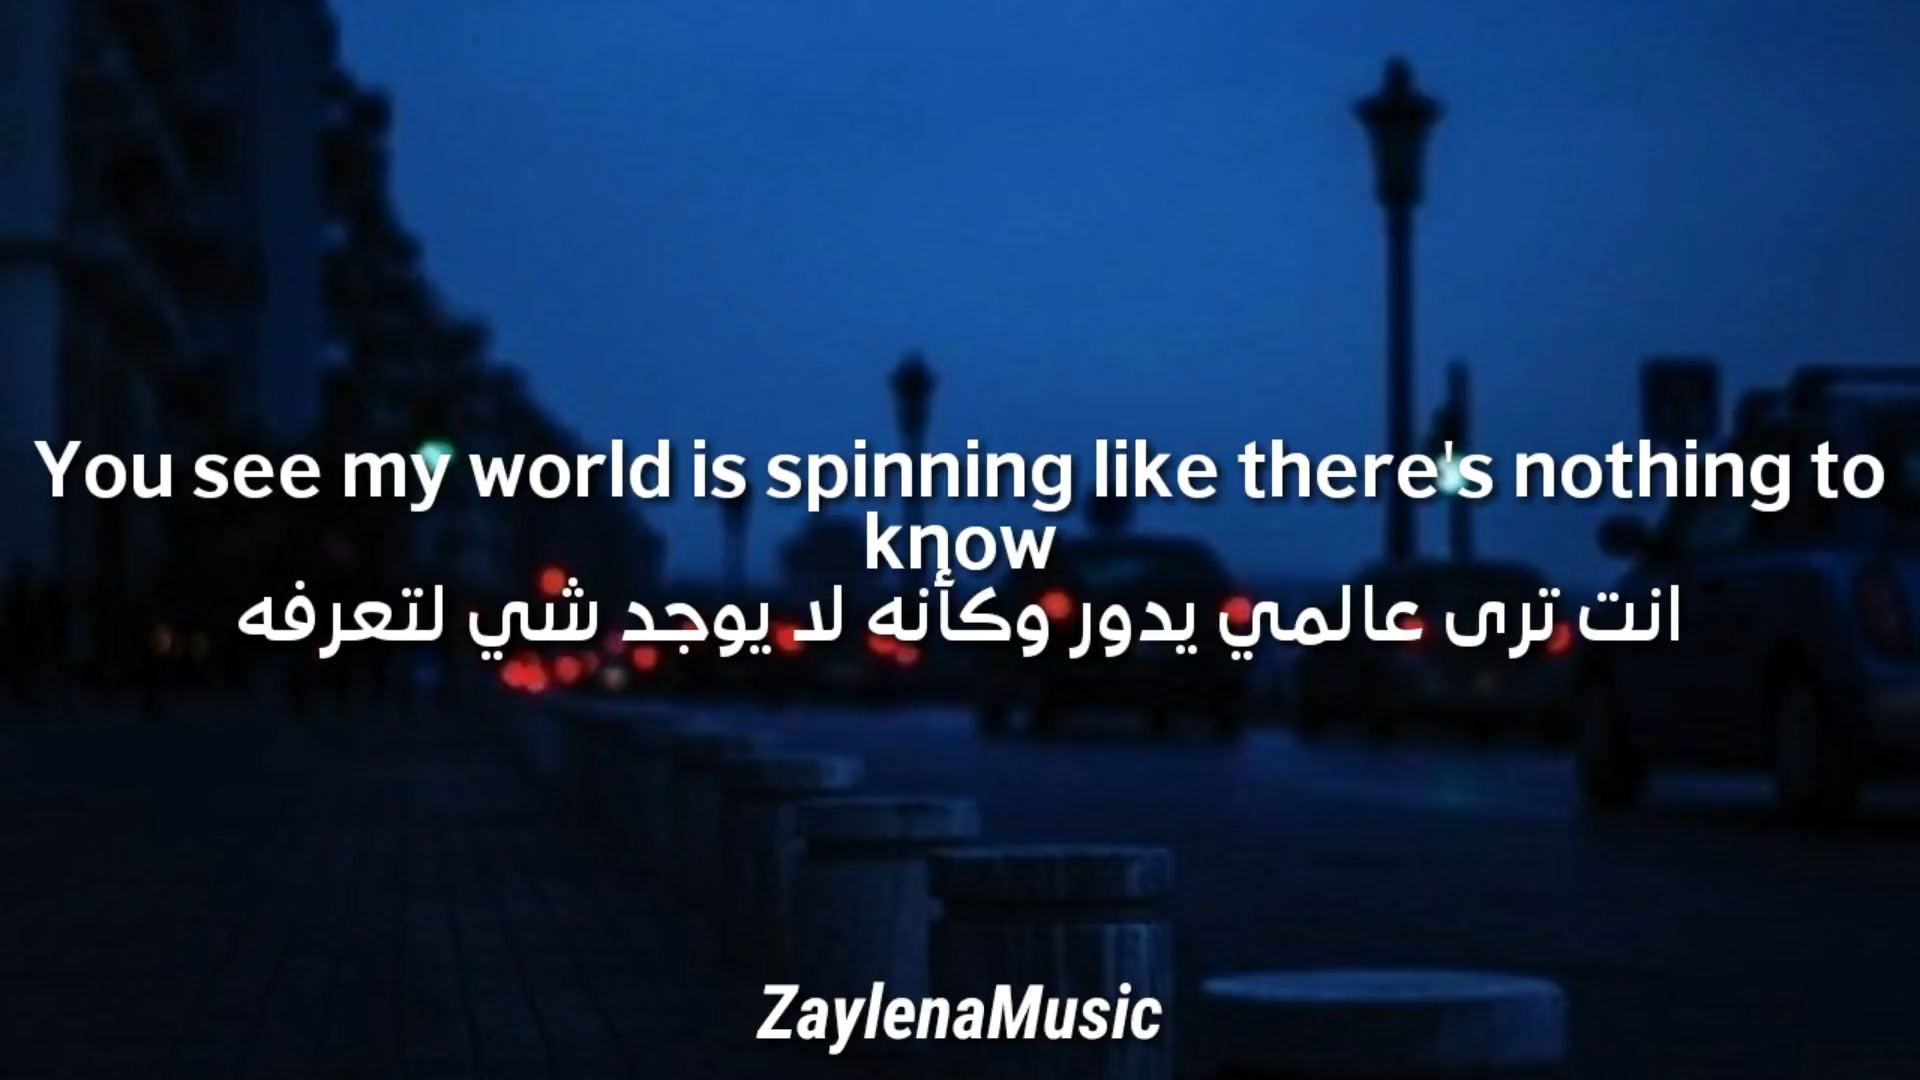 You see my world is spinning like there's nothing to
know
انت ترى عالمي يدور وكأنه لا يوجد شي لتعرفه
ZaylenaMusic